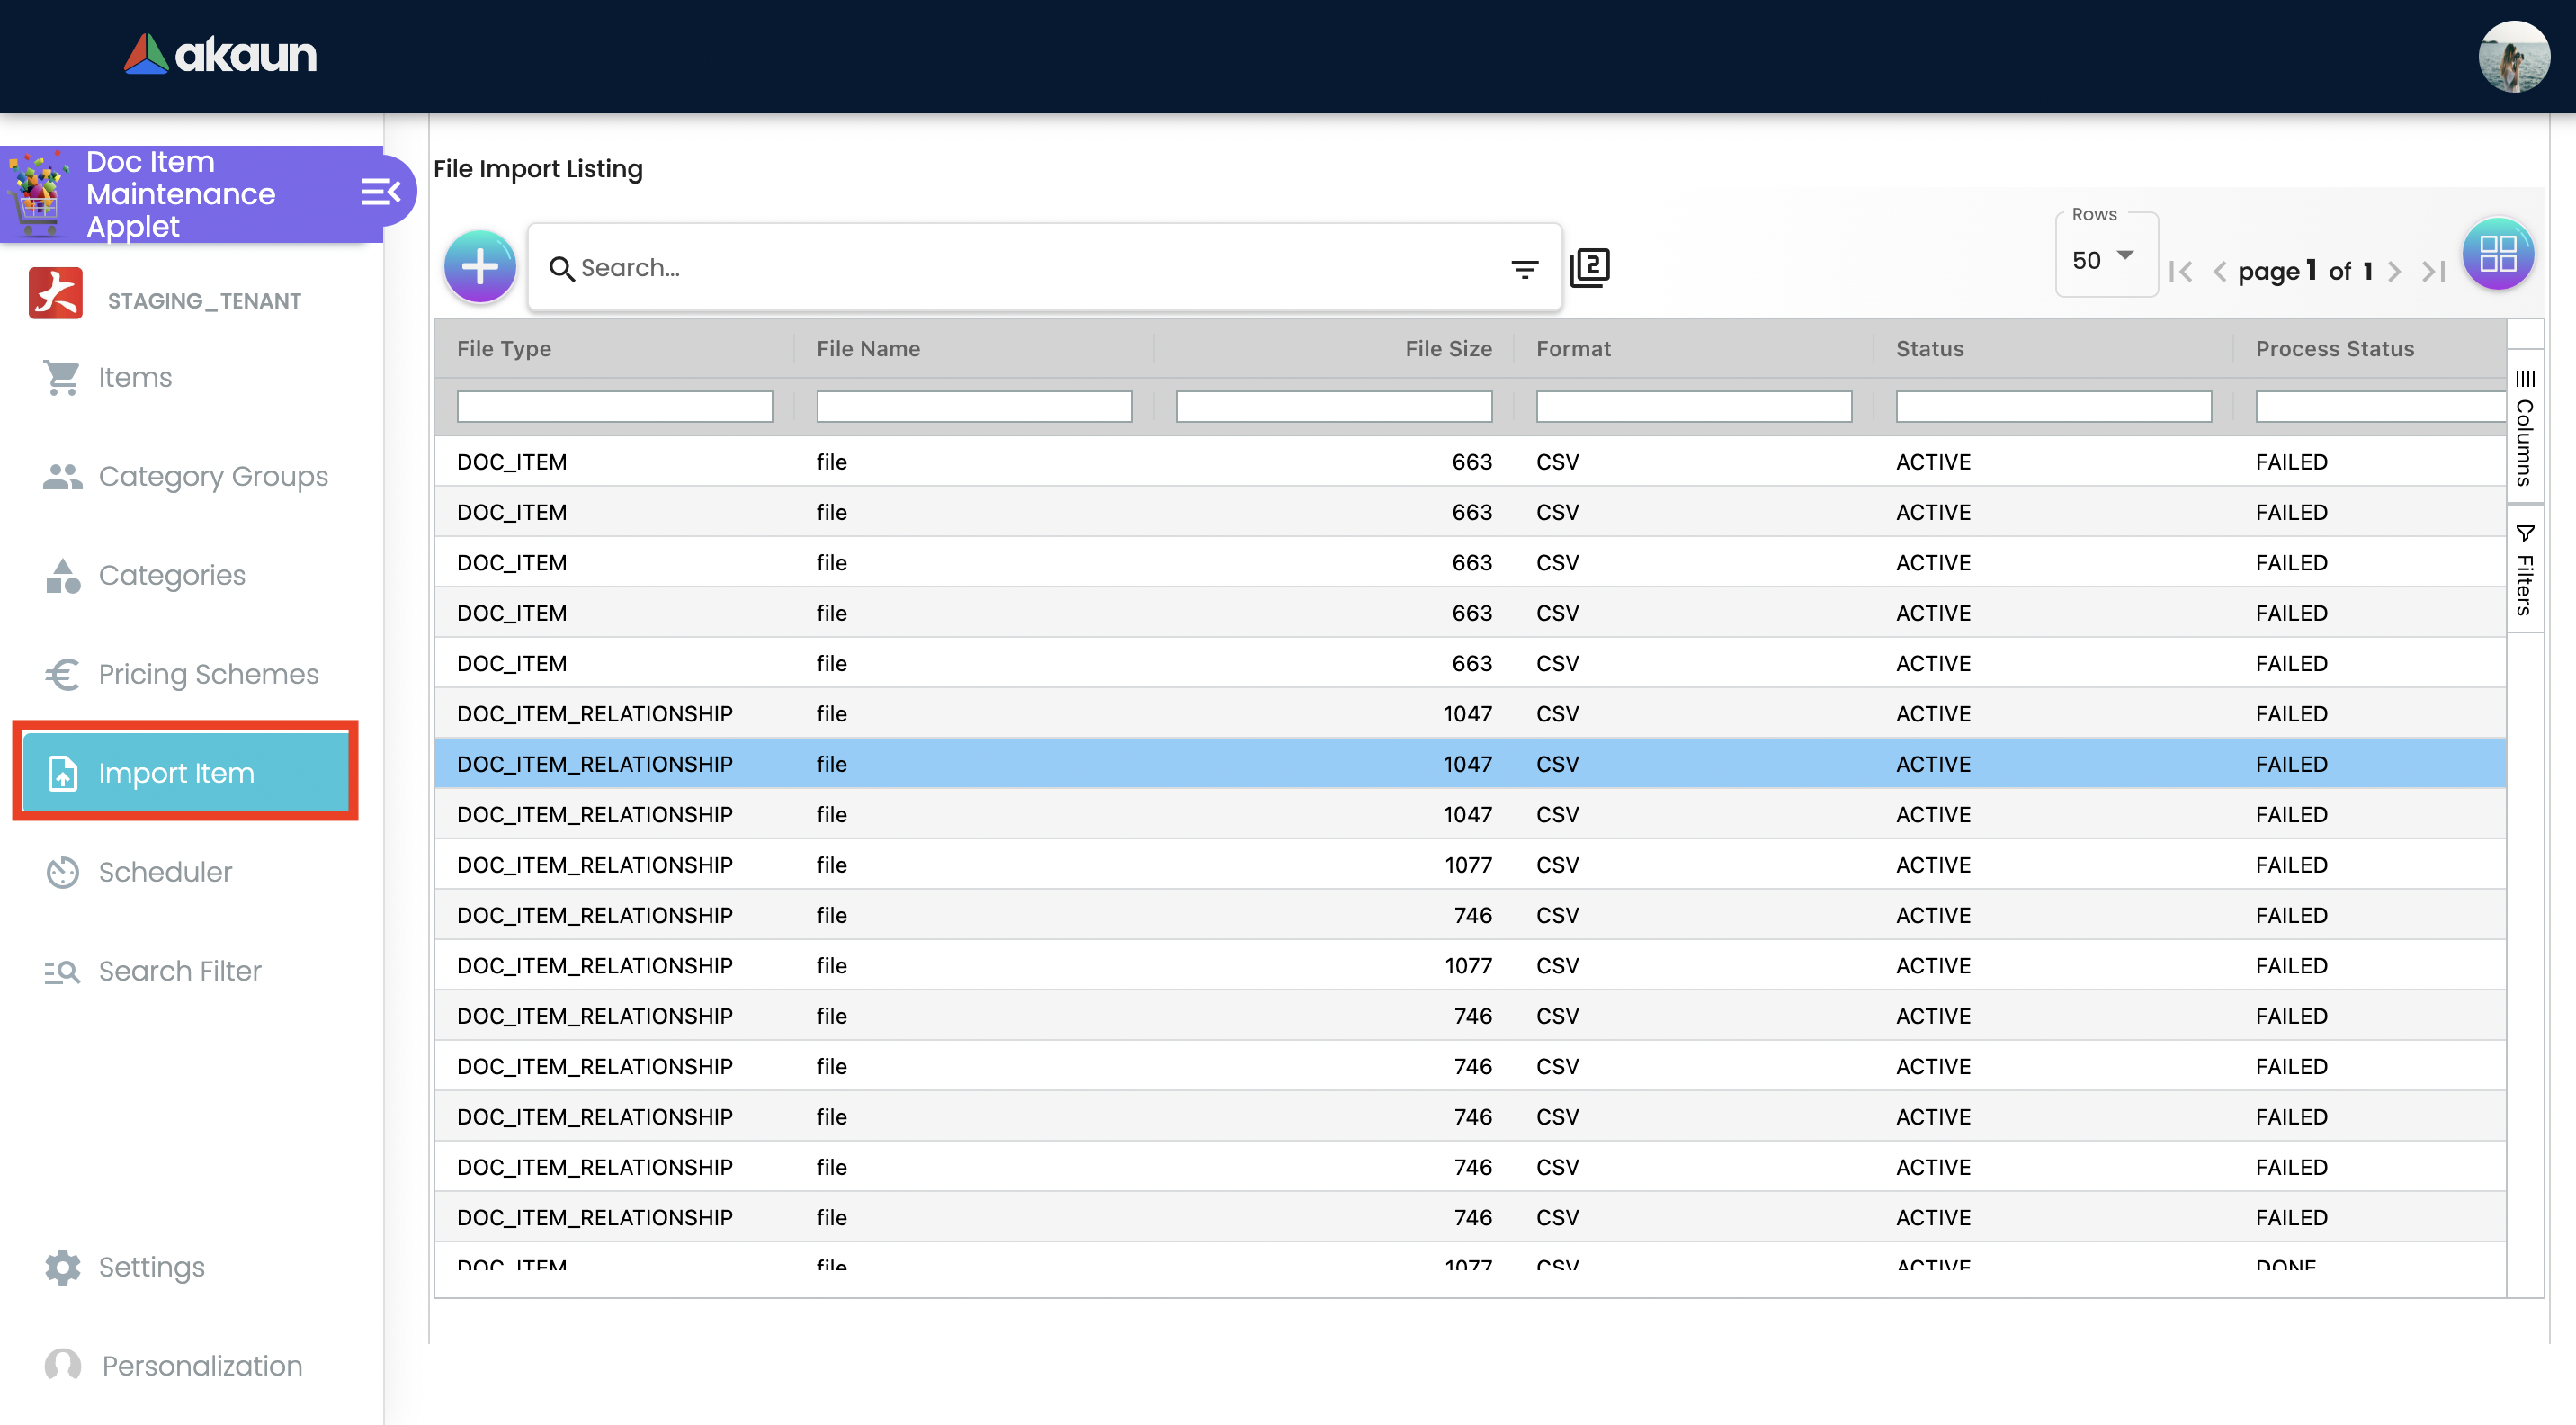 akaun
Doc Item
Maintenance
Applet
STAGING_TENANT
Items
Category Groups
Categories
Pricing Schemes
Import Item
Scheduler
Search Filter
Settings
Personalization
File Import Listing
Search...
2
Rows
50
page 1 of 1
File Type File Name File Size Format Status Process Status
DOC_ITEM file 663 CSV ACTIVE FAILED
DOC_ITEM file 663 CSV ACTIVE FAILED
DOC_ITEM file 663 CSV ACTIVE FAILED
DOC_ITEM file 663 CSV ACTIVE FAILED
DOC_ITEM file 663 CSV ACTIVE FAILED
DOC_ITEM_RELATIONSHIP file 1047 CSV ACTIVE FAILED
DOC_ITEM_RELATIONSHIP file 1047 CSV ACTIVE FAILED
DOC_ITEM_RELATIONSHIP file 1047 CSV ACTIVE FAILED
DOC_ITEM_RELATIONSHIP file 1077 CSV ACTIVE FAILED
DOC_ITEM_RELATIONSHIP file 746 CSV ACTIVE FAILED
DOC_ITEM_RELATIONSHIP file 1077 CSV ACTIVE FAILED
DOC_ITEM_RELATIONSHIP file 746 CSV ACTIVE FAILED
DOC_ITEM_RELATIONSHIP file 746 CSV ACTIVE FAILED
DOC_ITEM_RELATIONSHIP file 746 CSV ACTIVE FAILED
DOC_ITEM_RELATIONSHIP file 746 CSV ACTIVE FAILED
DOC_ITEM_RELATIONSHIP file 746 CSV ACTIVE FAILED
DOC_ITEM file 1077 CSV ACTIVE DONE
Columns
Filters